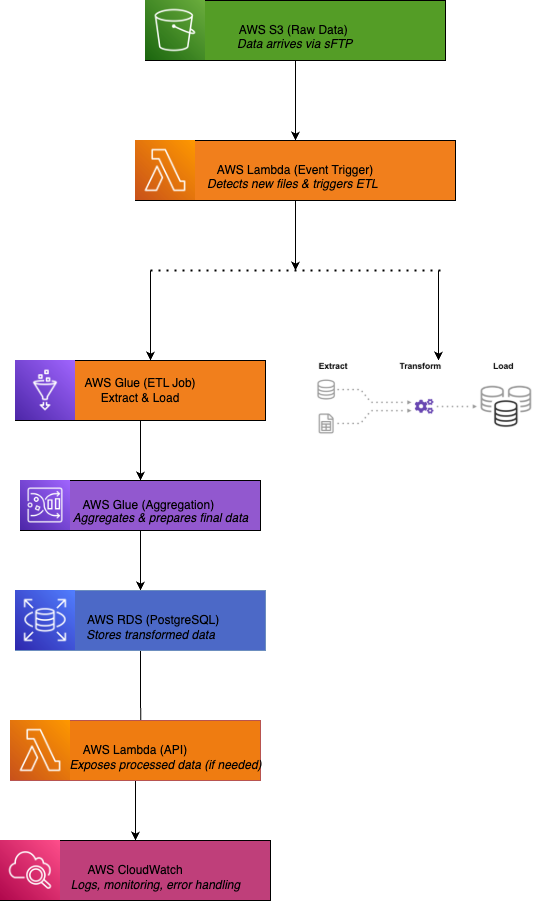 AWS S3 (Raw Data)
Data arrives via sFTP
AWS Lambda (Event Trigger)
Detects new files & triggers ETL
AWS Glue (ETL Job)
Extract & Load
Extract
Transform
Load
AWS Glue (Aggregation)
Aggregates & prepares final data
AWS RDS (PostgreSQL)
Stores transformed data
AWS Lambda (API)
Exposes processed data (if needed)
AWS CloudWatch
Logs, monitoring, error handling